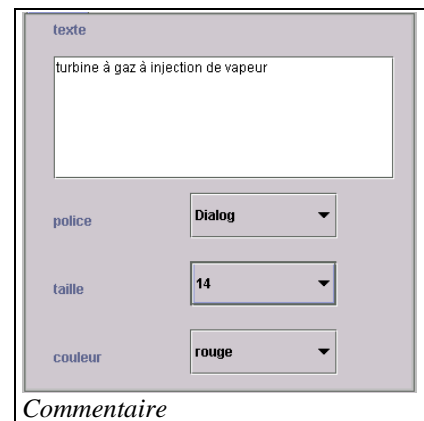 texte
turbine à gaz à injection de vapeur
police Dialog
taille 14
couleur rouge
Commentaire